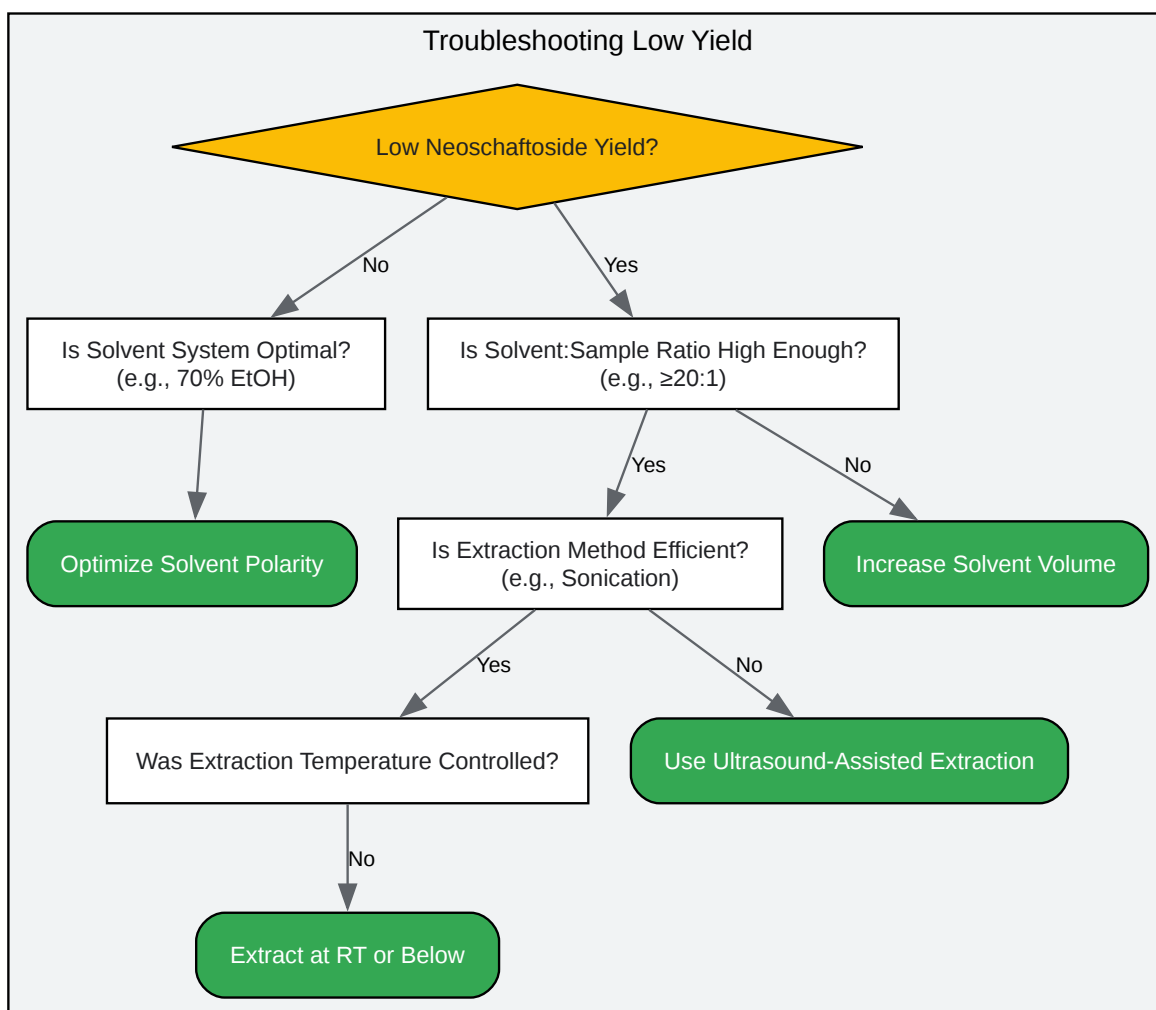 Troubleshooting Low Yield
Low Neoschaftoside Yield?
No
Yes
Is Solvent System Optimal?
(e.g., 70% EtOH)
Is Solvent:Sample Ratio High Enough?
(e.g., ≥20:1)
Yes
No
Optimize Solvent Polarity
Is Extraction Method Efficient?
(e.g., Sonication)
Increase Solvent Volume
Yes
No
Was Extraction Temperature Controlled?
Use Ultrasound-Assisted Extraction
No
Extract at RT or Below